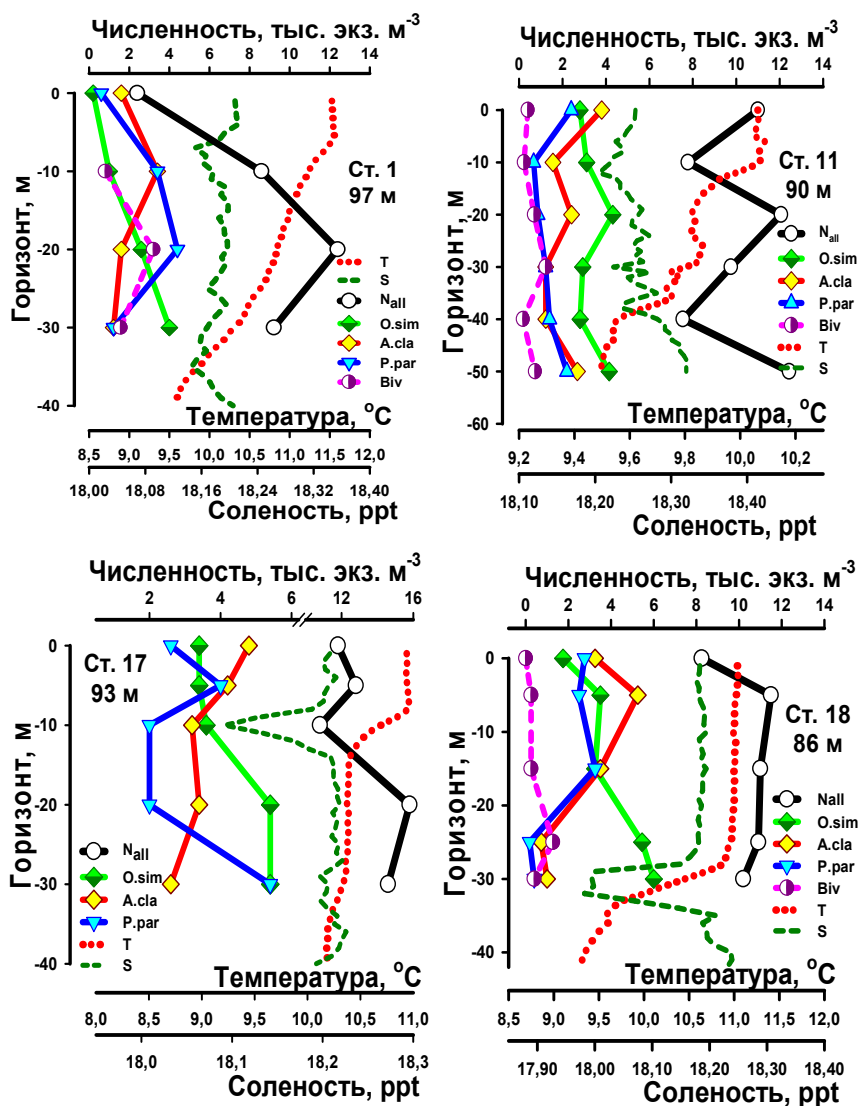 Численность, тыс. экз. м-3
0 2 4 6 8 10 12 14
Горизонт, м
0
-10
-20
-30
-40
Ст. 1
97 м
T
S
Nall
O.sim
A.cla
P.par
Biv
Температура, oC
8,5 9,0 9,5 10,0 10,5 11,0 11,5 12,0
18,00 18,08 18,16 18,24 18,32 18,40
Соленость, ppt
Численность, тыс. экз. м-3
0 2 4 6 8 10 12 14
Горизонт, м
0
-10
-20
-30
-40
-50
-60
Ст. 11
90 м
Nall
O.sim
A.cla
P.par
Biv
T
S
Температура, oC
9,2 9,4 9,6 9,8 10,0 10,2
18,10 18,20 18,30 18,40
Соленость, ppt
Численность, тыс. экз. м-3
2 4 6 12 16
Горизонт, м
0
-10
-20
-30
-40
Ст. 17
93 м
Nall
O.sim
A.cla
P.par
T
S
Температура, oC
8,0 8,5 9,0 9,5 10,0 10,5 11,0
18,0 18,1 18,2 18,3
Соленость, ppt
Численность, тыс. экз. м-3
0 2 4 6 8 10 12 14
Горизонт, м
0
-10
-20
-30
-40
Ст. 18
86 м
Nall
O.sim
A.cla
P.par
Biv
T
S
Температура, oC
8,5 9,0 9,5 10,0 10,5 11,0 11,5 12,0
17,90 18,00 18,10 18,20 18,30 18,40
Соленость, ppt